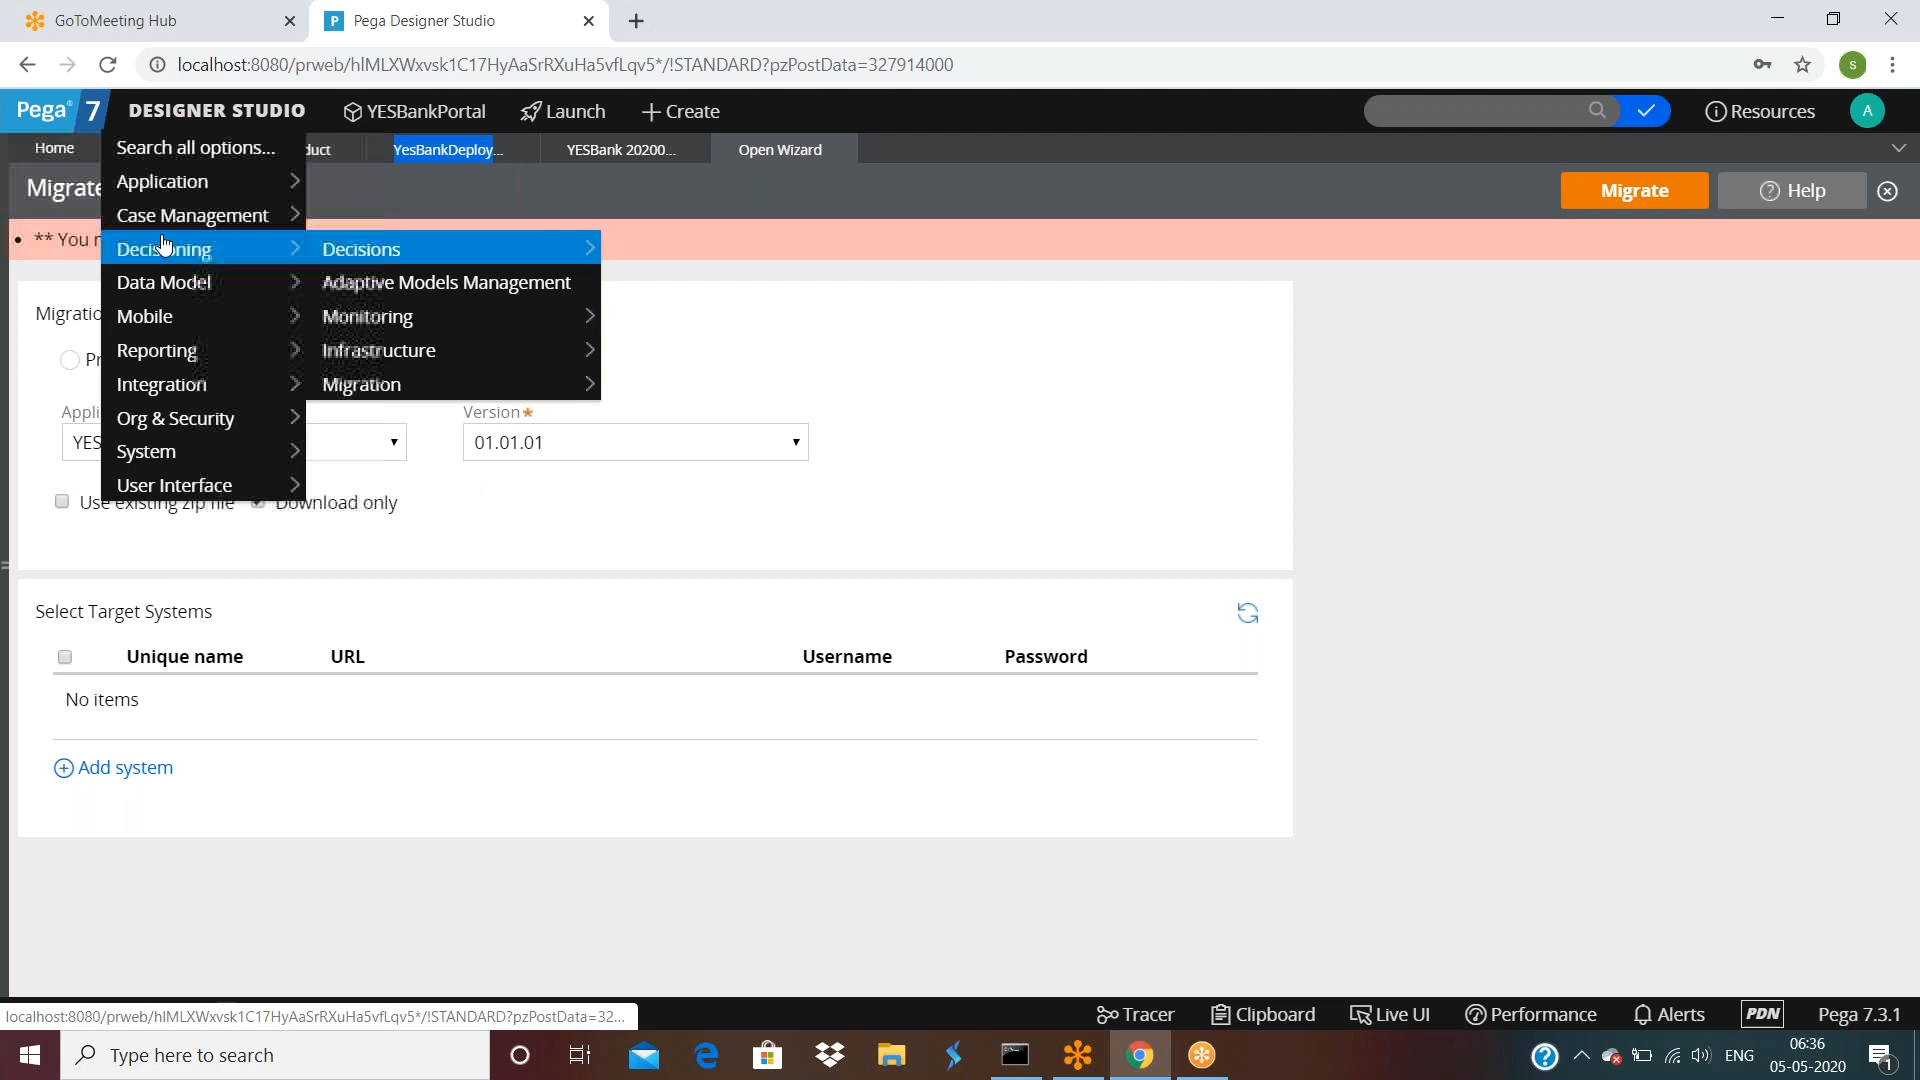 GoToMeeting Hub
Pega Designer Studio
localhost:8080/prweb/hIMLXWxvsk1C17HyAaSrRXuHa5vfLqv5*/!STANDARD?pzPostData=327914000
s
Pega 7 DESIGNER STUDIO YESBankPortal Launch Create Resources A
Home duct YesBankDeploy... YESBank 20200... Open Wizard
Search all options...
Migrate Migrate Help
Application
Case Management
** You
Decisioning Decisions
Data Model Adaptive Models Management
Mobile Monitoring
Reporting Infrastructure
Integration Migration
Org & Security
System
User Interface
Migratio
Pr
Appli Version*
YES 01.01.01
Use existing zip file Download only
Select Target Systems
Unique name URL Username Password
No items
Add system
localhost:8080/prweb/hIMLXWxvsk1C17HyAaSrRXuHa5vfLqv5*/!STANDARD?pzPostData=32...
Tracer Clipboard Live UI Performance Alerts PDN Pega 7.3.1
Type here to search
ENG
06:36
05-05-2020
1